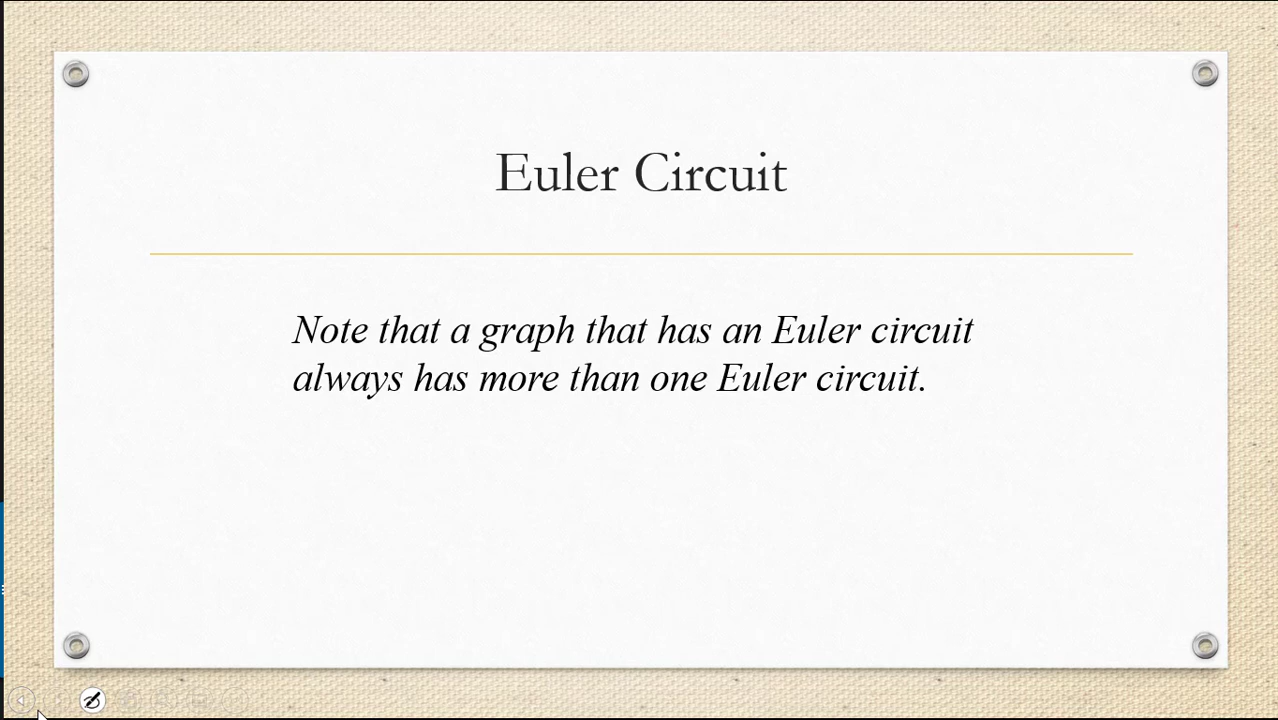 Euler Circuit
Note that a graph that has an Euler circuit
always has more than one Euler circuit.